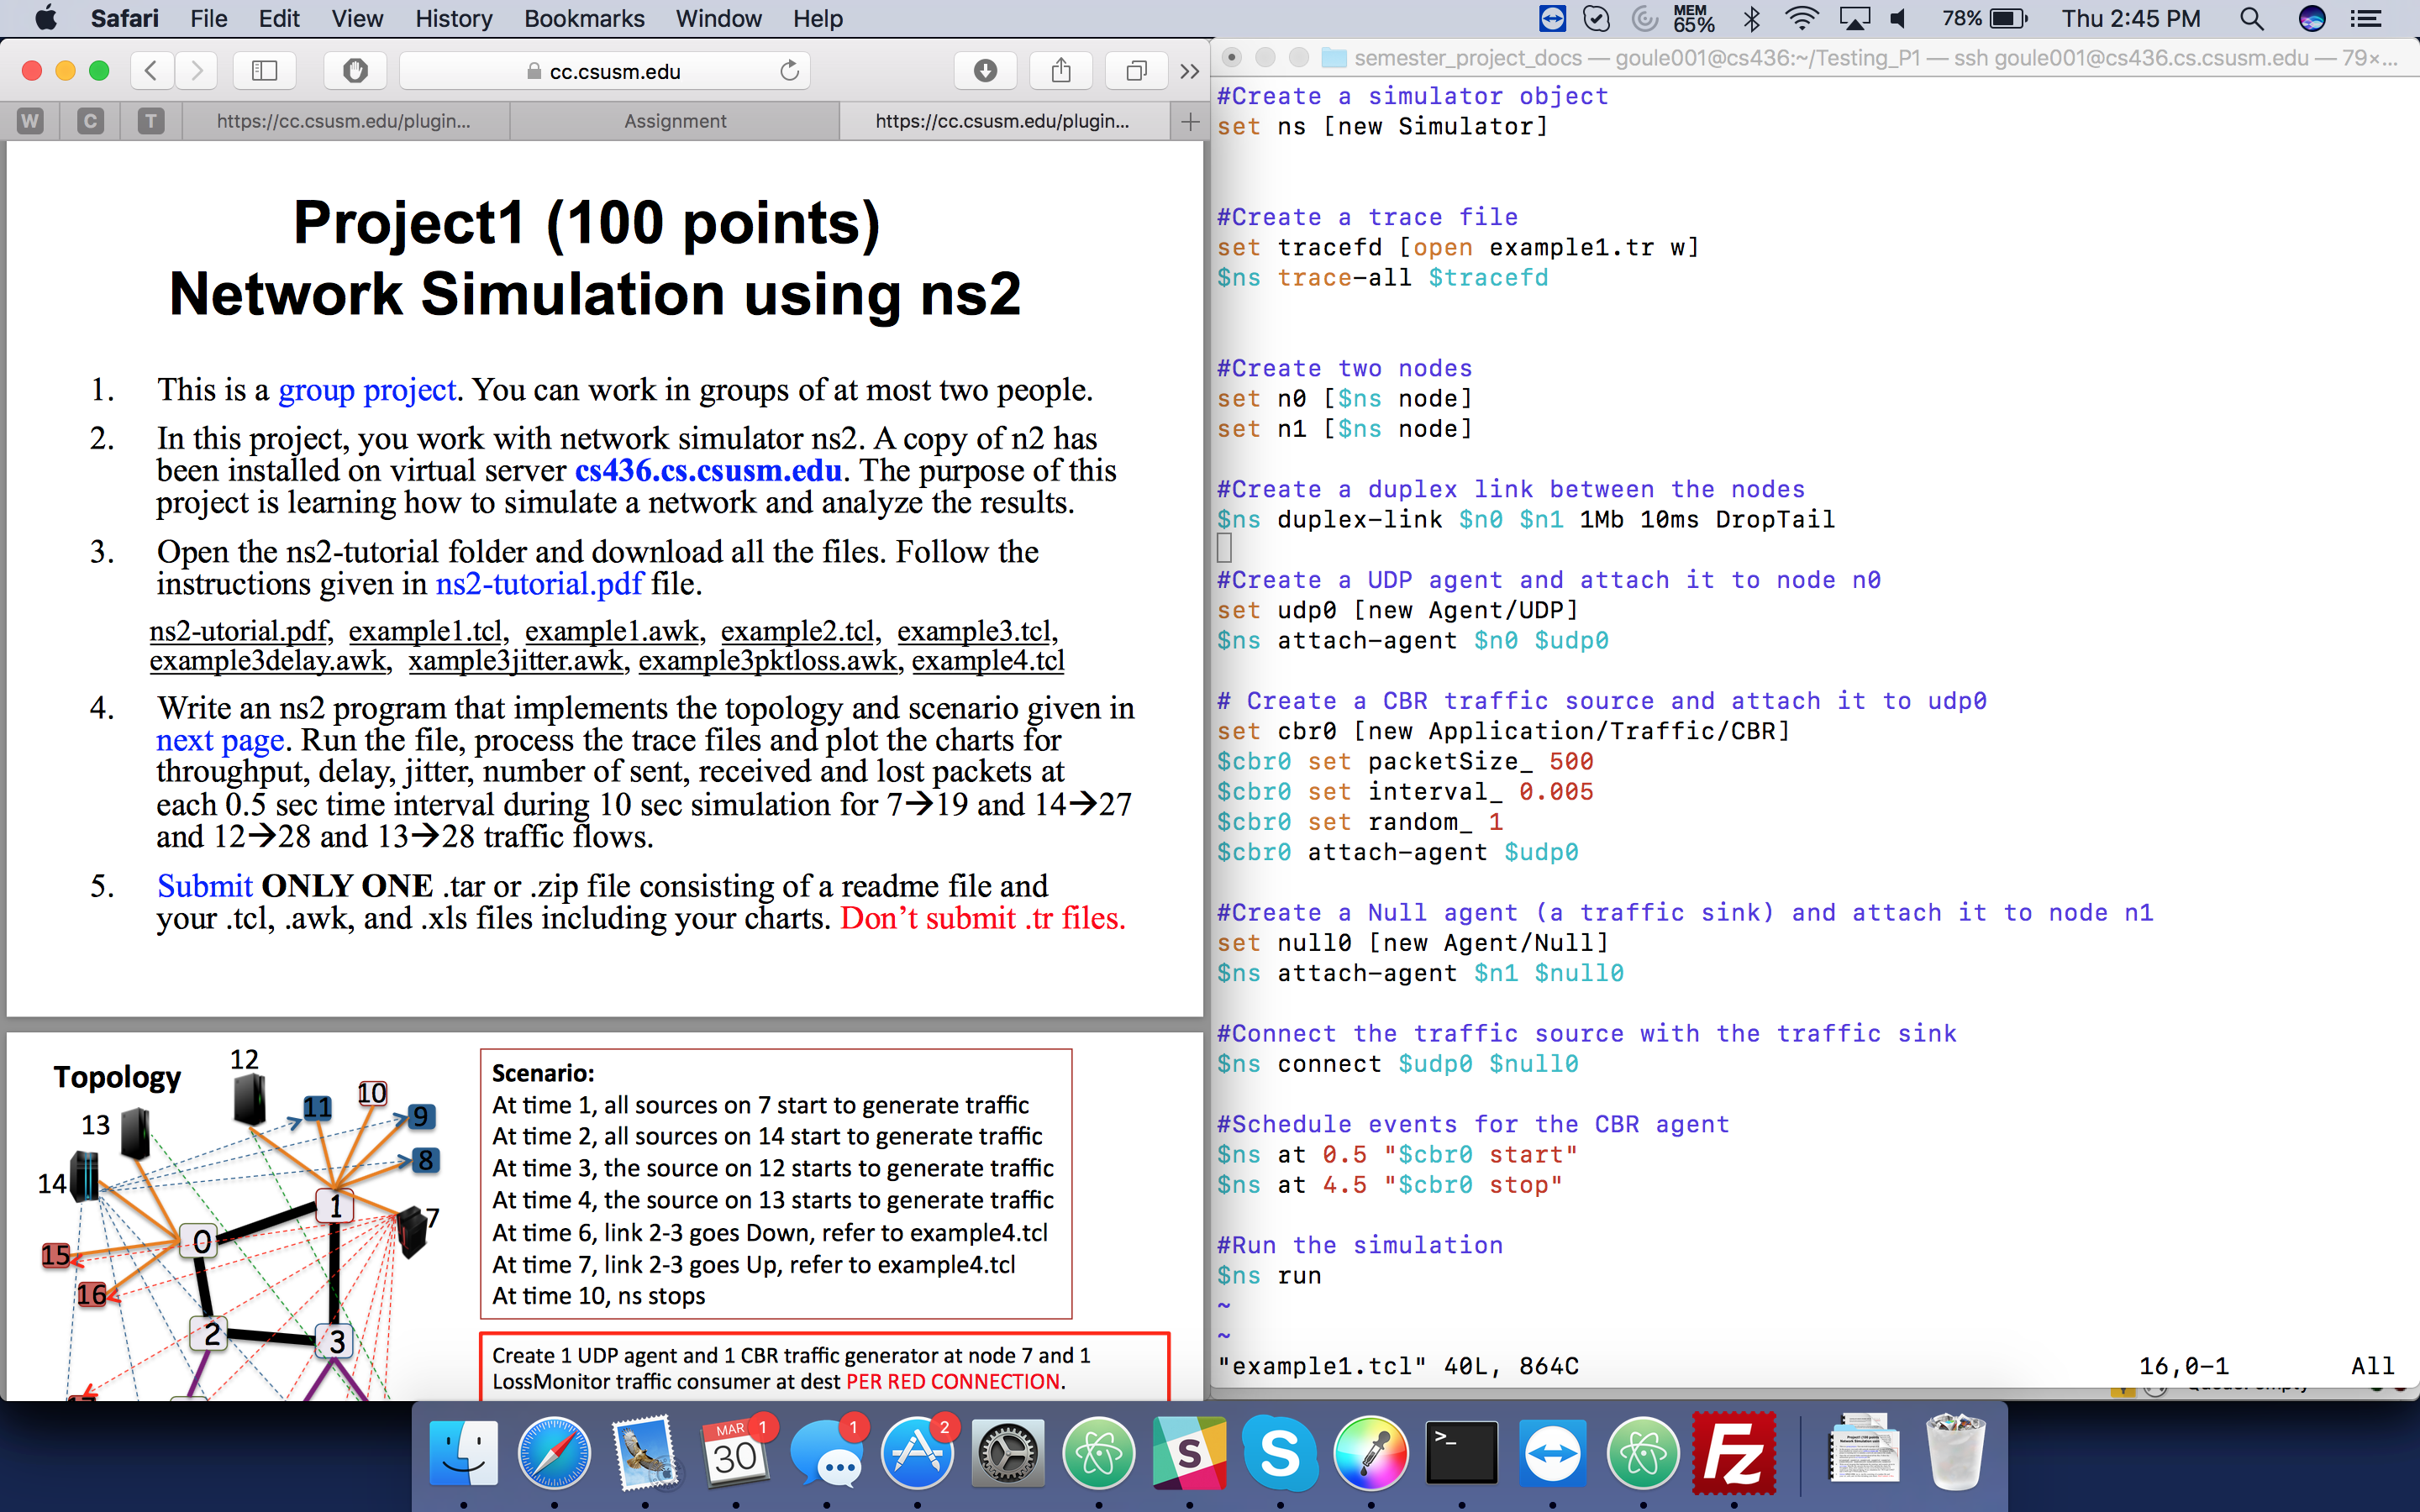 Safari File Edit View History Bookmarks Window Help
MEM
65%
78%
Thu 2:45 PM
cc.csusm.edu
W
C
T
https://cc.csusm.edu/plugin...
Assignment
https://cc.csusm.edu/plugin...
Project1 (100 points)
Network Simulation using ns2
1. This is a group project. You can work in groups of at most two people.
2. In this project, you work with network simulator ns2. A copy of n2 has
been installed on virtual server cs436.cs.csusm.edu. The purpose of this
project is learning how to simulate a network and analyze the results.
3. Open the ns2-tutorial folder and download all the files. Follow the
instructions given in ns2-tutorial.pdf file.
ns2-utorial.pdf, example1.tcl, example1.awk, example2.tcl, example3.tcl,
example3delay.awk, xample3jitter.awk, example3pktloss.awk, example4.tcl
4. Write an ns2 program that implements the topology and scenario given in
next page. Run the file, process the trace files and plot the charts for
throughput, delay, jitter, number of sent, received and lost packets at
each 0.5 sec time interval during 10 sec simulation for 7→19 and 14→27
and 12→28 and 13→28 traffic flows.
5. Submit ONLY ONE .tar or .zip file consisting of a readme file and
your .tcl, .awk, and .xls files including your charts. Don't submit .tr files.
Topology
12
13
14
11
10
9
8
7
1
0
15
16
2
3
Scenario:
At time 1, all sources on 7 start to generate traffic
At time 2, all sources on 14 start to generate traffic
At time 3, the source on 12 starts to generate traffic
At time 4, the source on 13 starts to generate traffic
At time 6, link 2-3 goes Down, refer to example4.tcl
At time 7, link 2-3 goes Up, refer to example4.tcl
At time 10, ns stops
Create 1 UDP agent and 1 CBR traffic generator at node 7 and 1
LossMonitor traffic consumer at dest PER RED CONNECTION.
semester_project_docs — goule001@cs436:~/Testing_P1 — ssh goule001@cs436.cs.csusm.edu — 79×...
#Create a simulator object
set ns [new Simulator]
#Create a trace file
set tracefd [open example1.tr w]
$ns trace-all $tracefd
#Create two nodes
set n0 [$ns node]
set n1 [$ns node]
#Create a duplex link between the nodes
$ns duplex-link $n0 $n1 1Mb 10ms DropTail
#Create a UDP agent and attach it to node n0
set udp0 [new Agent/UDP]
$ns attach-agent $n0 $udp0
# Create a CBR traffic source and attach it to udp0
set cbr0 [new Application/Traffic/CBR]
$cbr0 set packetSize_ 500
$cbr0 set interval_ 0.005
$cbr0 set random_ 1
$cbr0 attach-agent $udp0
#Create a Null agent (a traffic sink) and attach it to node n1
set null0 [new Agent/Null]
$ns attach-agent $n1 $null0
#Connect the traffic source with the traffic sink
$ns connect $udp0 $null0
#Schedule events for the CBR agent
$ns at 0.5 "$cbr0 start"
$ns at 4.5 "$cbr0 stop"
#Run the simulation
$ns run
~
~
"example1.tcl" 40L, 864C 16,0-1 All
MAR
30
1
1
2
S
S
>_
Fz